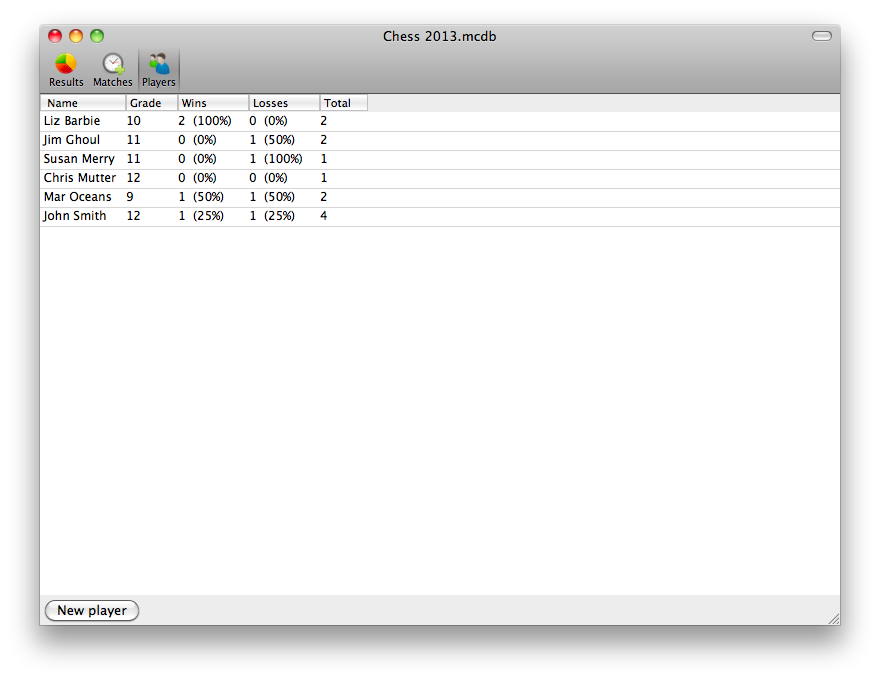 Chess 2013.mcdb
Results Matches Players
Name Grade Wins Losses Total
Liz Barbie 10 2 (100%) 0 (0%) 2
Jim Ghoul 11 0 (0%) 1 (50%) 2
Susan Merry 11 0 (0%) 1 (100%) 1
Chris Mutter 12 0 (0%) 0 (0%) 1
Mar Oceans 9 1 (50%) 1 (50%) 2
John Smith 12 1 (25%) 1 (25%) 4
New player